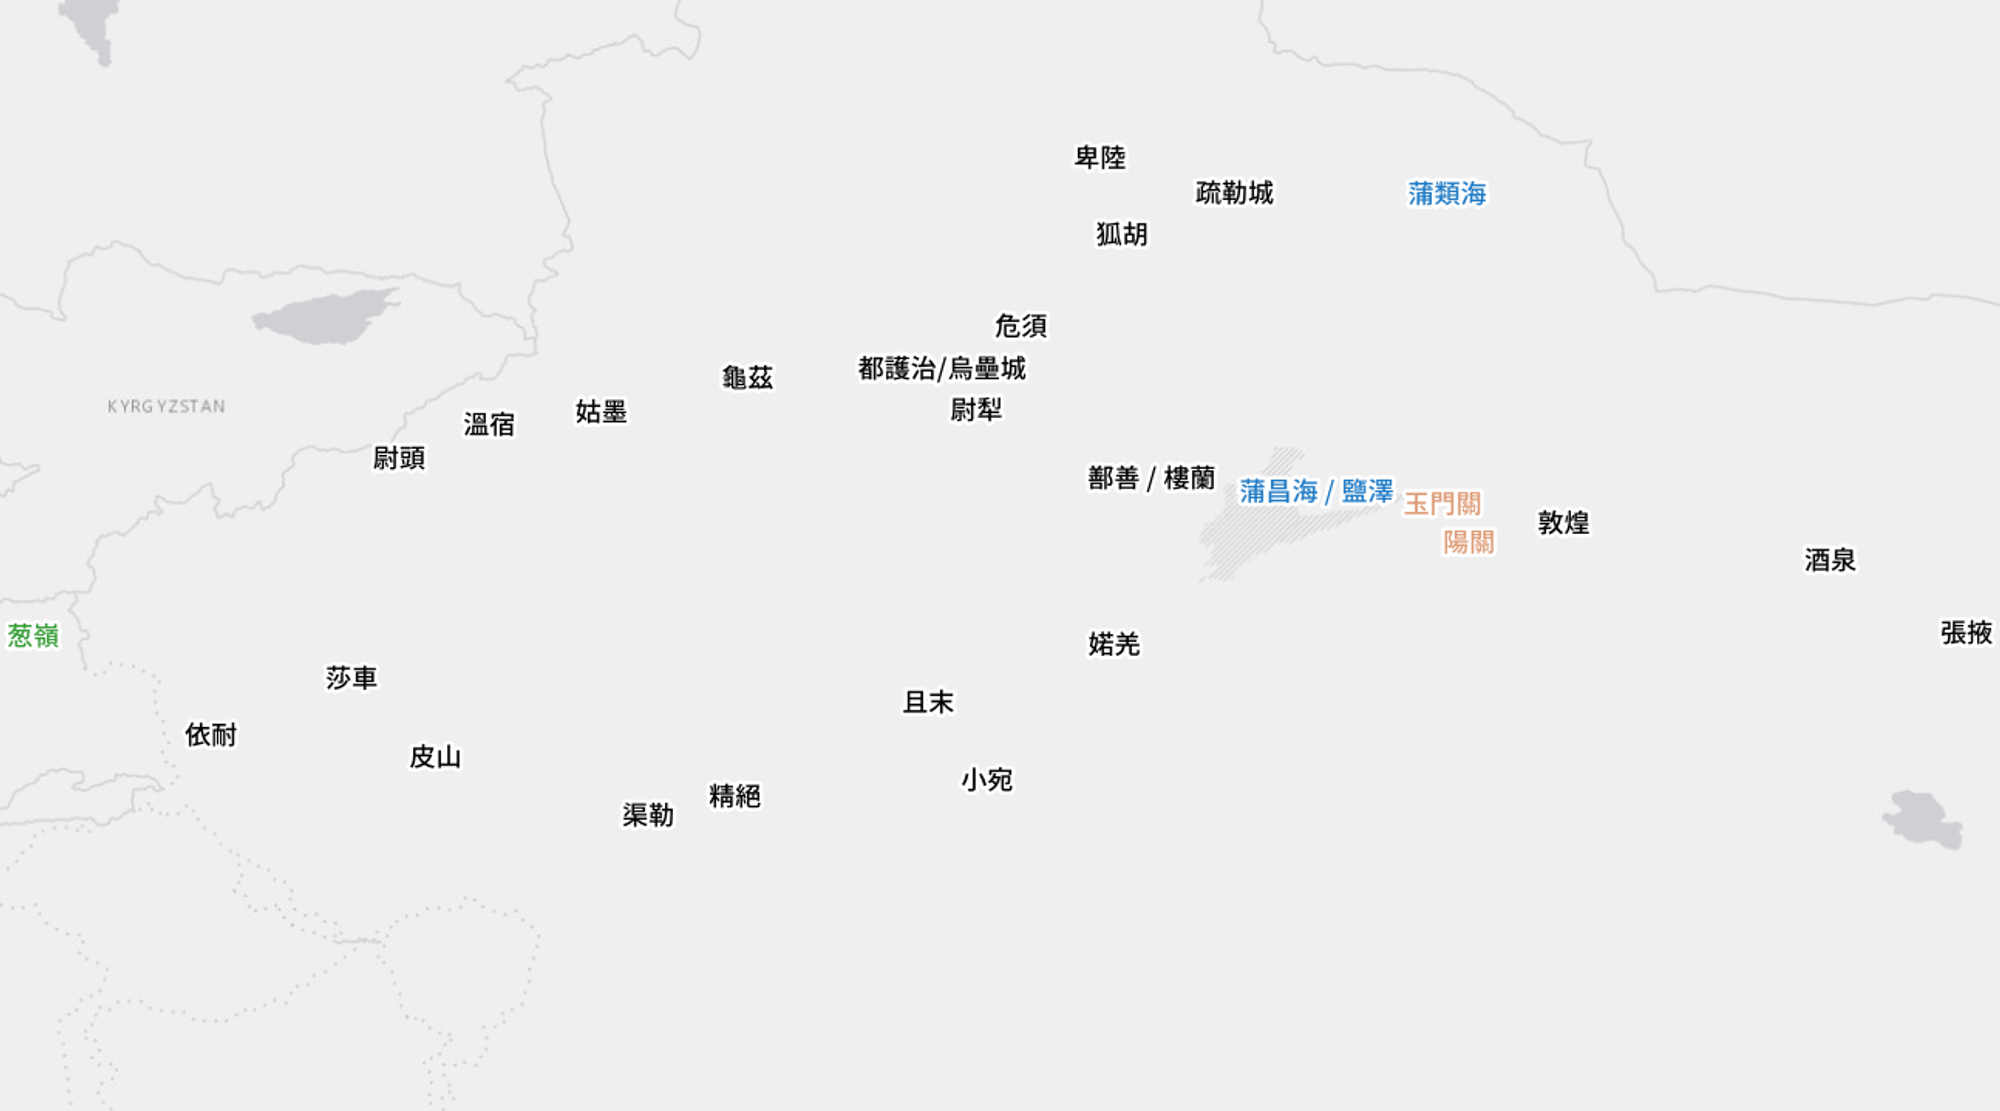 卑陸
疏勒城
蒲類海
狐胡
危須
都護治/烏壘城
龜茲
KYRGYZSTAN
尉犁
姑墨
溫宿
尉頭
鄯善 / 樓蘭
蒲昌海 / 鹽澤
玉門關
敦煌
陽關
酒泉
葱嶺
張掖
婼羌
莎車
且末
依耐
皮山
小宛
精絕
渠勒